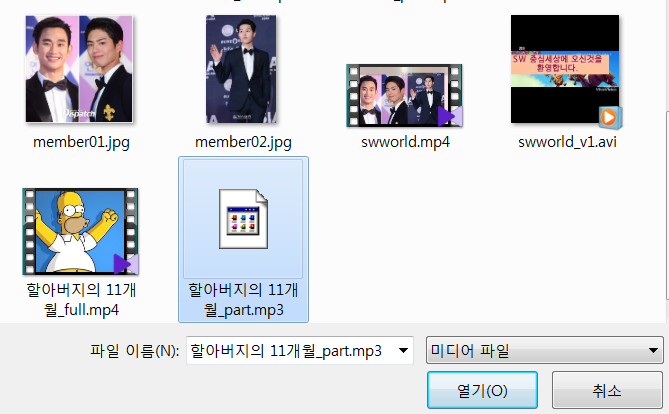 Dispatch
SW 중심세상에 오신것을
환영합니다.
member01.jpg
member02.jpg
swworld.mp4
swworld_v1.avi
할아버지의 11개
월_full.mp4
할아버지의 11개
월_part.mp3
파일 이름(N):
할아버지의 11개월_part.mp3
미디어 파일
열기(O)
취소